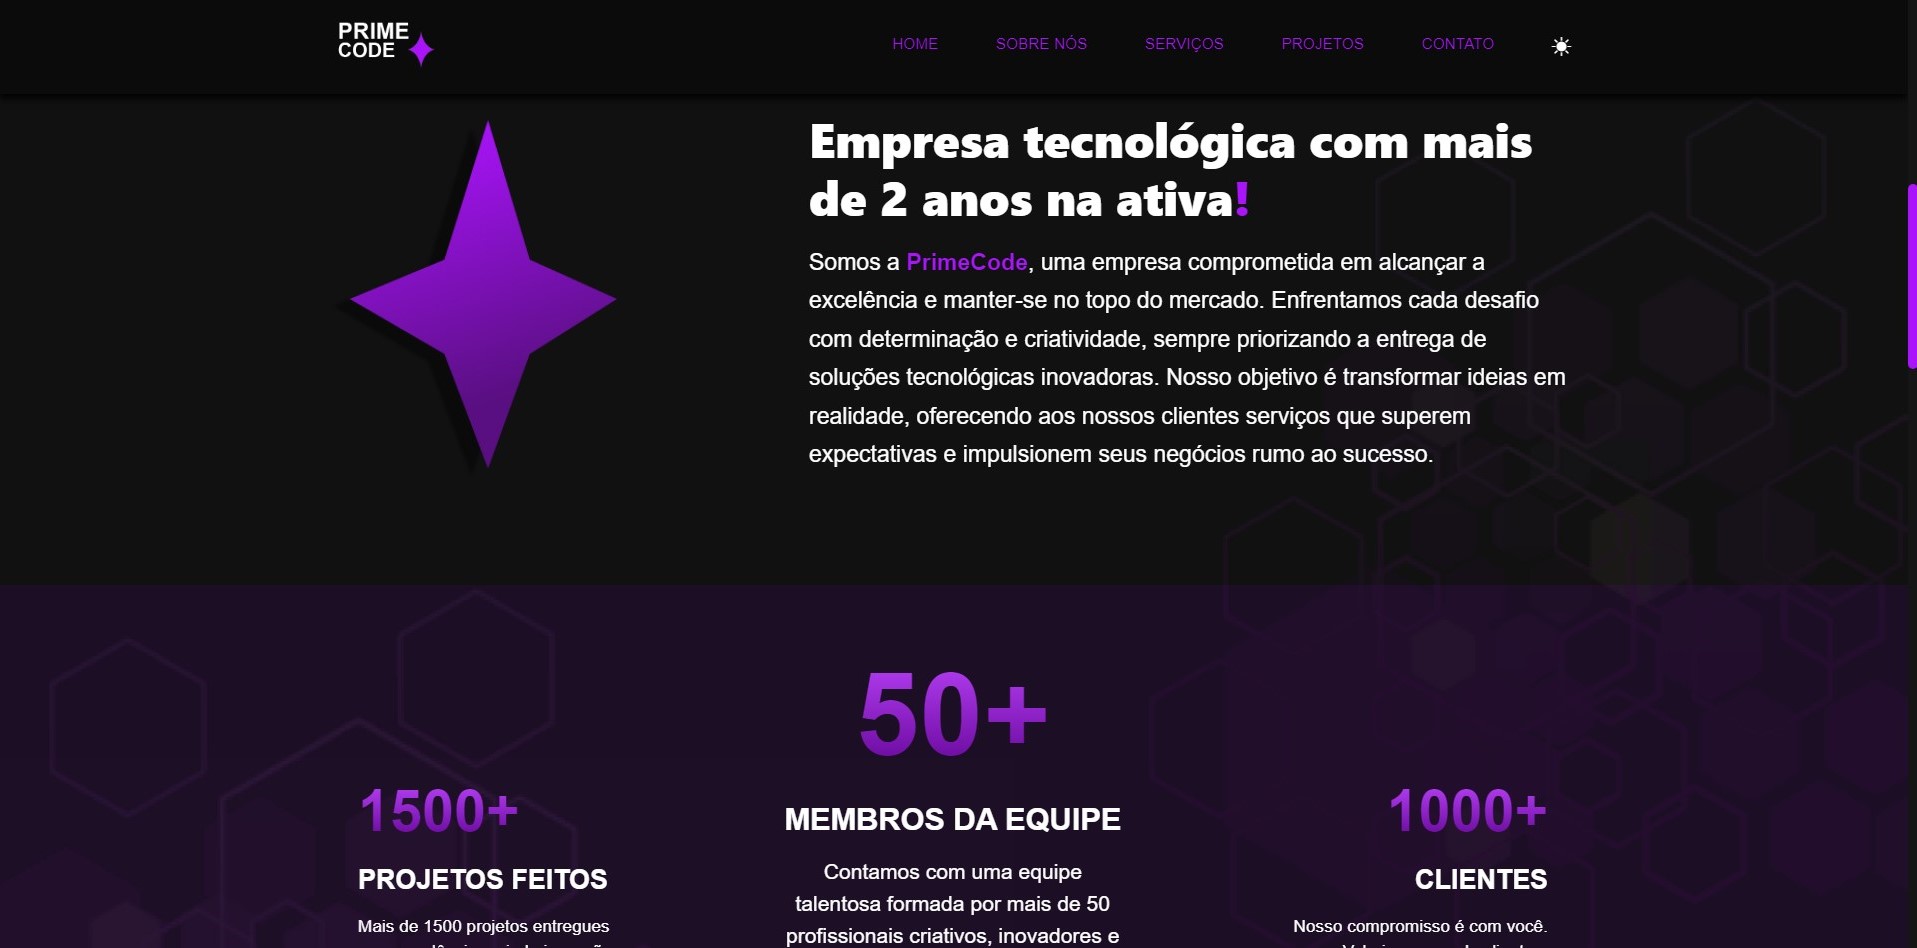 PRIME
CODE
HOME SOBRE NÓS SERVIÇOS PROJETOS CONTATO
Empresa tecnológica com mais
de 2 anos na ativa!
Somos a PrimeCode, uma empresa comprometida em alcançar a
excelência e manter-se no topo do mercado. Enfrentamos cada desafio
com determinação e criatividade, sempre priorizando a entrega de
soluções tecnológicas inovadoras. Nosso objetivo é transformar ideias em
realidade, oferecendo aos nossos clientes serviços que superem
expectativas e impulsionem seus negócios rumo ao sucesso.
1500+
PROJETOS FEITOS
Mais de 1500 projetos entregues
50+
MEMBROS DA EQUIPE
Contamos com uma equipe
talentosa formada por mais de 50
profissionais criativos, inovadores e
1000+
CLIENTES
Nosso compromisso é com você.